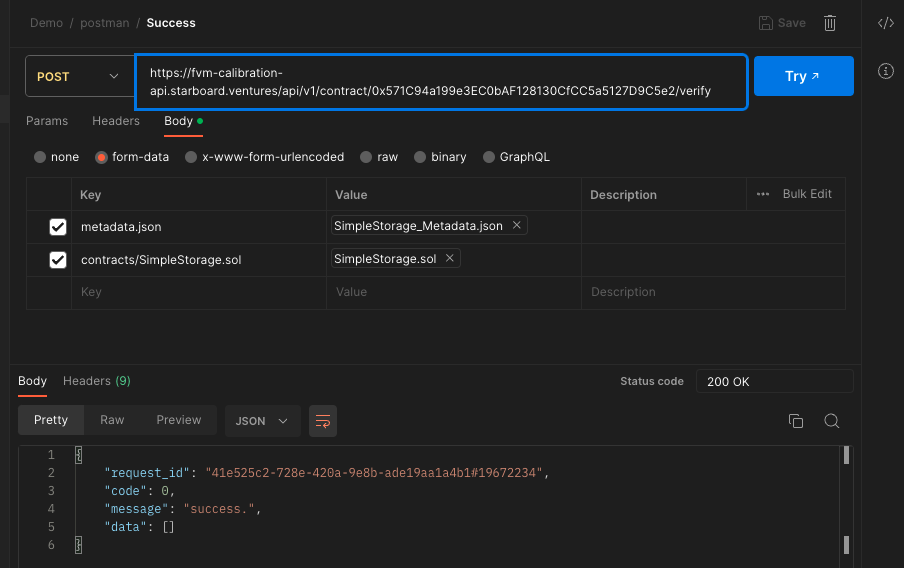 Demo / postman / Success
Save
</>
POST
https://fvm-calibration-
api.starboard.ventures/api/v1/contract/0x571C94a199e3EC0bAF128130CfCC5a5127D9C5e2/verify
Try ↗
Params Headers Body
none form-data x-www-form-urlencoded raw binary GraphQL
Key Value Description ••• Bulk Edit
metadata.json SimpleStorage_Metadata.json ×
contracts/SimpleStorage.sol SimpleStorage.sol ×
Key Value Description
Body Headers (9) Status code 200 OK
Pretty Raw Preview JSON
1 {
2 "request_id": "41e525c2-728e-420a-9e8b-ade19aa1a4b1#19672234",
3 "code": 0,
4 "message": "success.",
5 "data": []
6 }